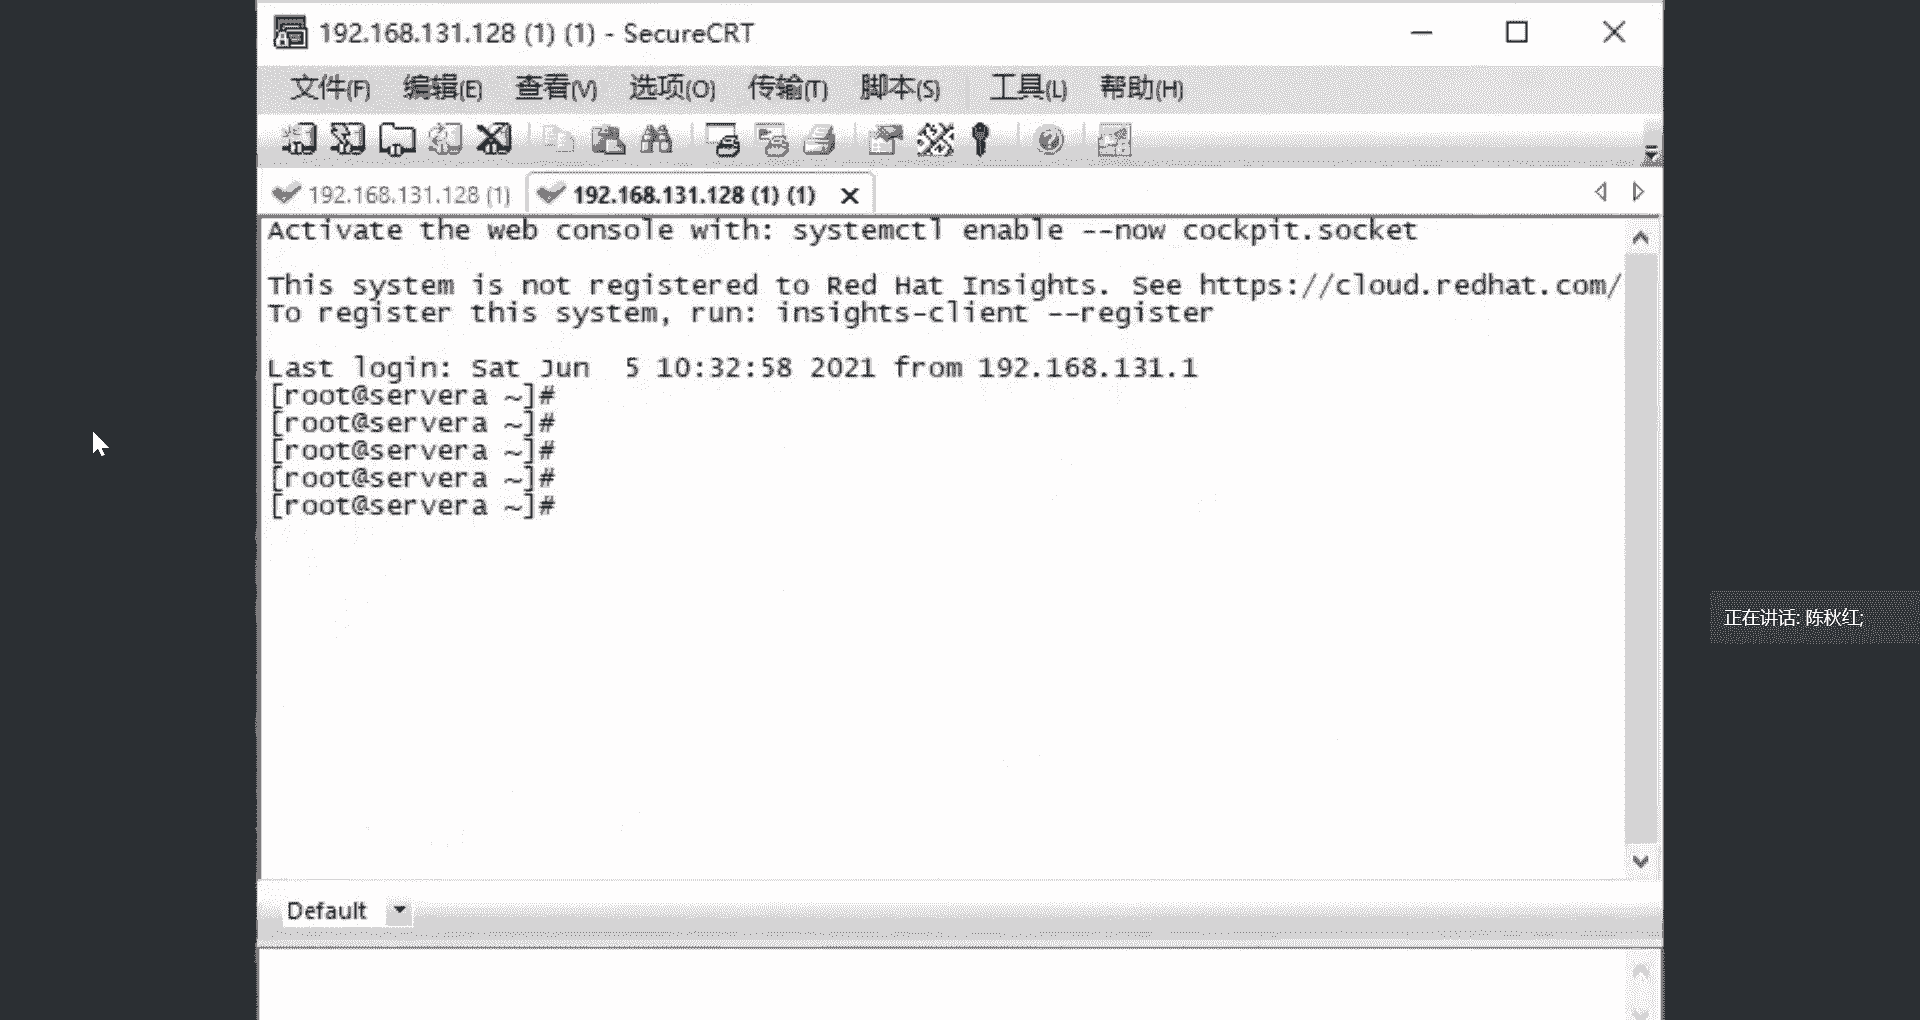 192.168.131.128 (1) (1) - SecureCRT
文件(F) 编辑(E) 查看(V) 选项(O) 传输(T) 脚本(S) 工具(L) 帮助(H)
192.168.131.128 (1) 192.168.131.128 (1) (1)
Activate the web console with: systemctl enable --now cockpit.socket
This system is not registered to Red Hat Insights. See https://cloud.redhat.com/
To register this system, run: insights-client --register
Last login: Sat Jun  5 10:32:58 2021 from 192.168.131.1
[root@servera ~]#
[root@servera ~]#
[root@servera ~]#
[root@servera ~]#
[root@servera ~]#
正在讲话: 陈秋红;
Default